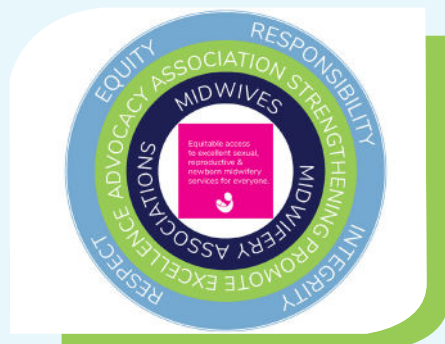 EQUITY
RESPONSIBILITY
INTEGRITY
RESPECT
ADVOCACY ASSOCIATION STRENGTHENING PROMOTE EXCELLENCE
MIDWIVES
MIDWIFERY ASSOCIATIONS
Equitable access
to excellent sexual,
reproductive &
newborn midwifery
services for everyone.